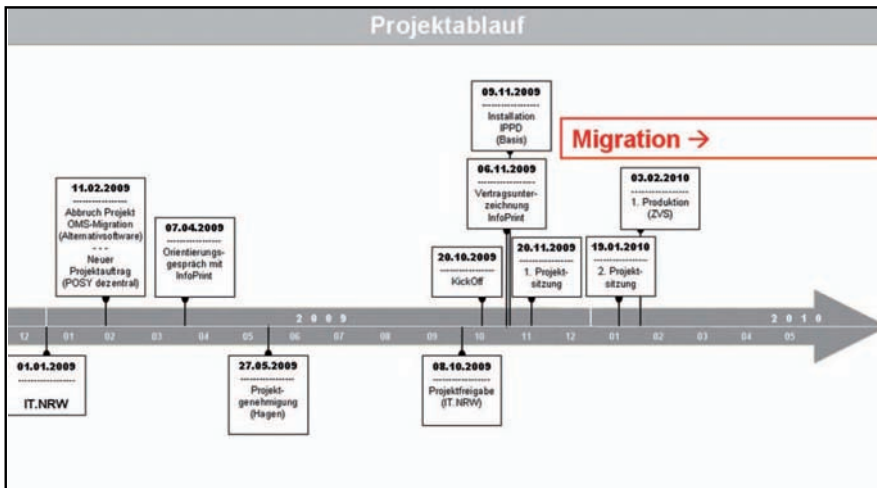 Projektablauf
09.11.2009
Installation
IPPD
(Basis)
Migration →
11.02.2009
Abbruch Projekt
OMS-Migration
(Alternativsoftware)
- - -
Neuer
Projektauftrag
(POSY dezentral)
07.04.2009
Orientierungs-
gespräch mit
InfoPrint
06.11.2009
Vertragsunter-
zeichnung
InfoPrint
03.02.2010
1. Produktion
(ZVS)
20.10.2009
KickOff
20.11.2009
1. Projekt-
sitzung
19.01.2010
2. Projekt-
sitzung
2009
2010
12 01 02 03 04 05 06 07 08 09 10 11 12 01 02 03 04 05
01.01.2009
IT.NRW
27.05.2009
Projekt-
genehmigung
(Hagen)
08.10.2009
Projektfreigabe
(IT.NRW)